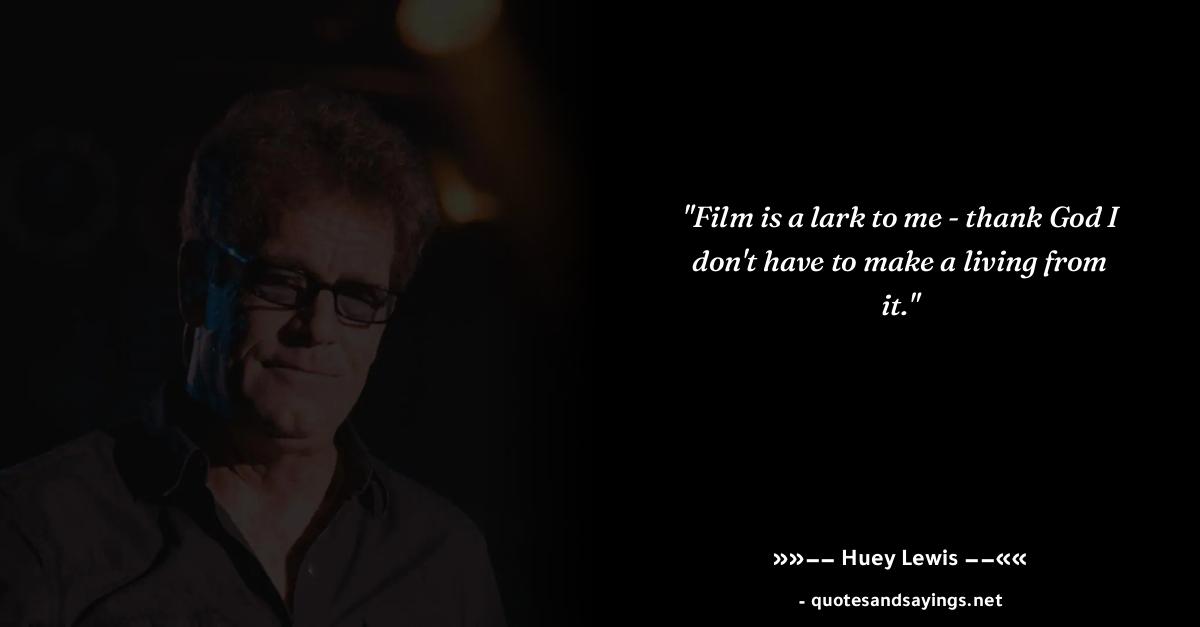 "Film is a lark to me - thank God I
don't have to make a living from
it."
»»−− Huey Lewis −−««
- quotesandsayings.net